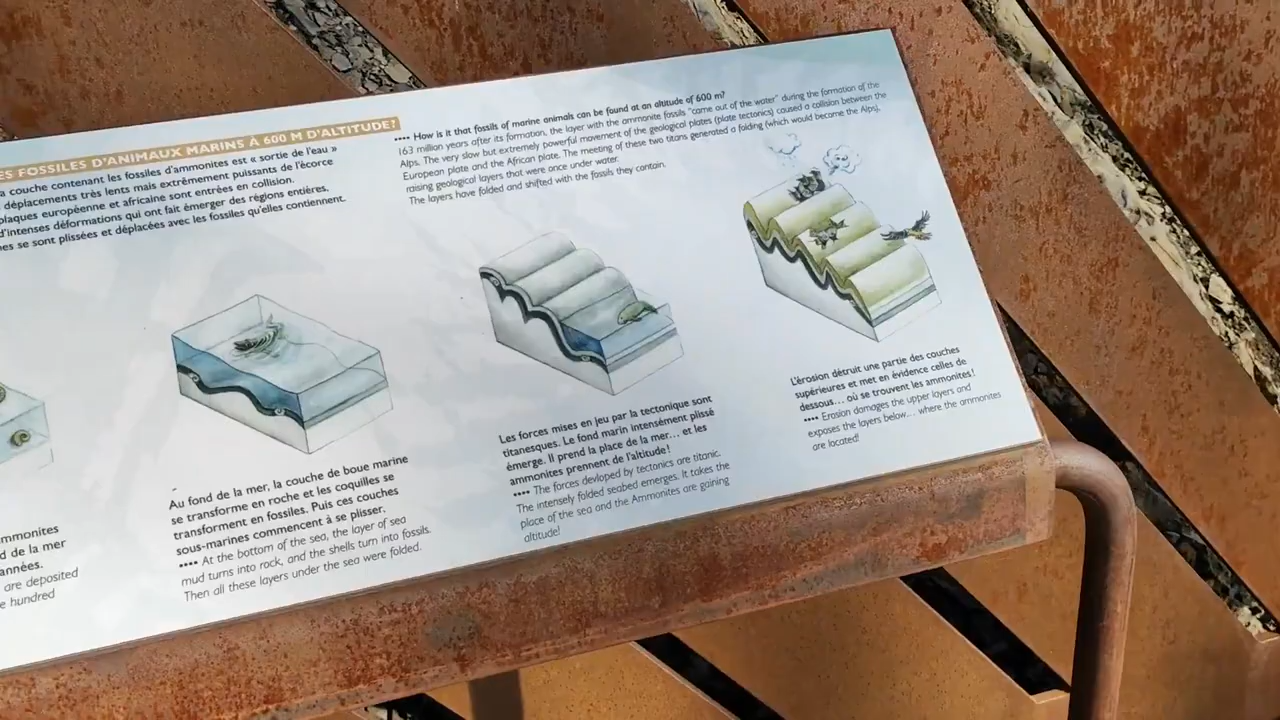 ES FOSSILES D'ANIMAUX MARINS À 600 M D'ALTITUDE?
a couche contenant les fossiles d'ammonites est « sortie de l'eau »
déplacements très lents mais extrêmement puissants de l'écorce
plaques européenne et africaine sont entrées en collision.
d'intenses déformations qui ont fait émerger des régions entières,
nes se sont plissées et déplacées avec les fossiles qu'elles contiennent.
•••• How is it that fossils of marine animals can be found at an altitude of 600 m?
163 million years after its formation, the layer with the ammonite fossils "came out of the water" during the formation of the
Alps. The very slow but extremely powerful movement of the geological plates (plate tectonics) caused a collision between the
European plate and the African plate. The meeting of these two titans generated a folding (which would become the Alps),
raising geological layers that were once under water.
The layers have folded and shifted with the fossils they contain.
mmonites
d de la mer
années.
are deposited
e hundred
Au fond de la mer, la couche de boue marine
se transforme en roche et les coquilles se
transforment en fossiles. Puis ces couches
sous-marines commencent à se plisser.
•••• At the bottom of the sea, the layer of sea
mud turns into rock, and the shells turn into fossils.
Then all these layers under the sea were folded.
Les forces mises en jeu par la tectonique sont
titanesques. Le fond marin intensément plissé
émerge. Il prend la place de la mer... et les
ammonites prennent de l'altitude!
•••• The forces devloped by tectonics are titanic.
The intensely folded seabed emerges. It takes the
place of the sea and the Ammonites are gaining
altitude!
L'érosion détruit une partie des couches
supérieures et met en évidence celles de
dessous... où se trouvent les ammonites!
•••• Erosion damages the upper layers and
exposes the layers below... where the ammonites
are located!